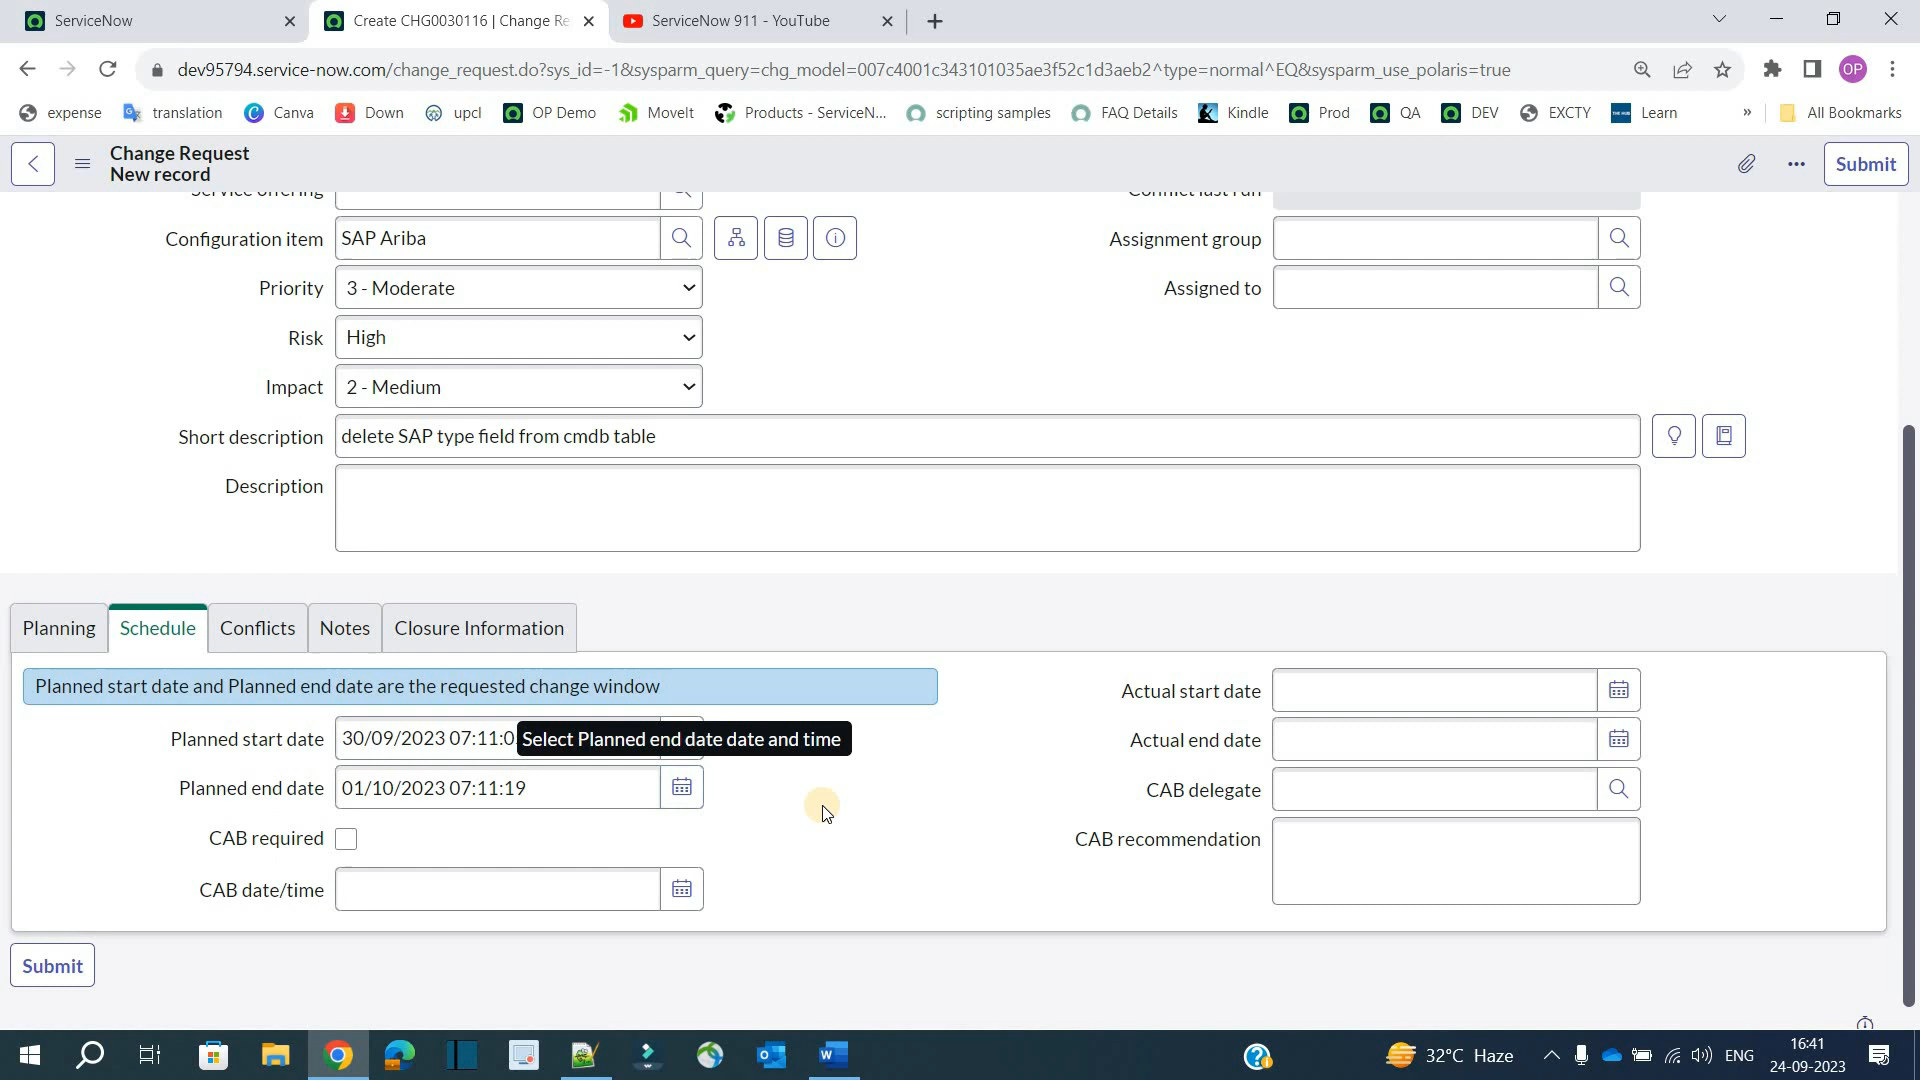 ServiceNow
Create CHG0030116 | Change Re
ServiceNow 911 - YouTube
dev95794.service-now.com/change_request.do?sys_id=-1&sysparm_query=chg_model=007c4001c343101035ae3f52c1d3aeb2^type=normal^EQ&sysparm_use_polaris=true
OP
expense
translation
Canva
Down
upcl
OP Demo
MoveIt
Products - ServiceN...
scripting samples
FAQ Details
Kindle
Prod
QA
DEV
EXCTY
Learn
»
All Bookmarks
Change Request
New record
Submit
Service offering
Conflict last run
Configuration item
SAP Ariba
Assignment group
Priority
3 - Moderate
Assigned to
Risk
High
Impact
2 - Medium
Short description
delete SAP type field from cmdb table
Description
Planning
Schedule
Conflicts
Notes
Closure Information
Planned start date and Planned end date are the requested change window
Actual start date
Planned start date
30/09/2023 07:11:0
Select Planned end date date and time
Actual end date
Planned end date
01/10/2023 07:11:19
CAB delegate
CAB required
CAB recommendation
CAB date/time
Submit
32°C Haze
ENG
16:41
24-09-2023